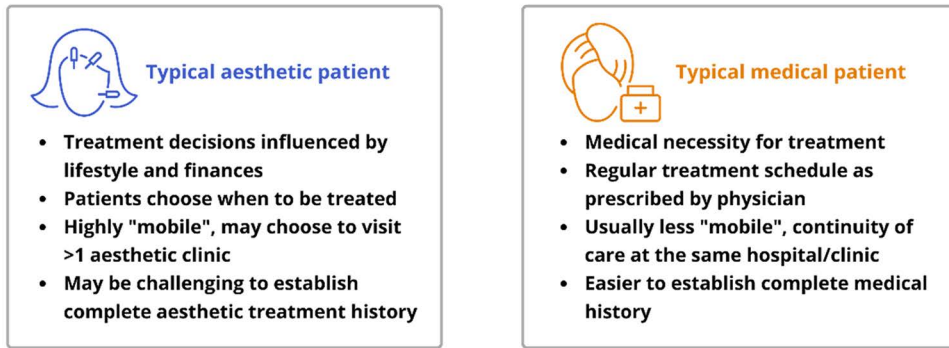 Typical aesthetic patient
• Treatment decisions influenced by
lifestyle and finances
• Patients choose when to be treated
• Highly "mobile", may choose to visit
>1 aesthetic clinic
• May be challenging to establish
complete aesthetic treatment history
Typical medical patient
• Medical necessity for treatment
• Regular treatment schedule as
prescribed by physician
• Usually less "mobile", continuity of
care at the same hospital/clinic
• Easier to establish complete medical
history